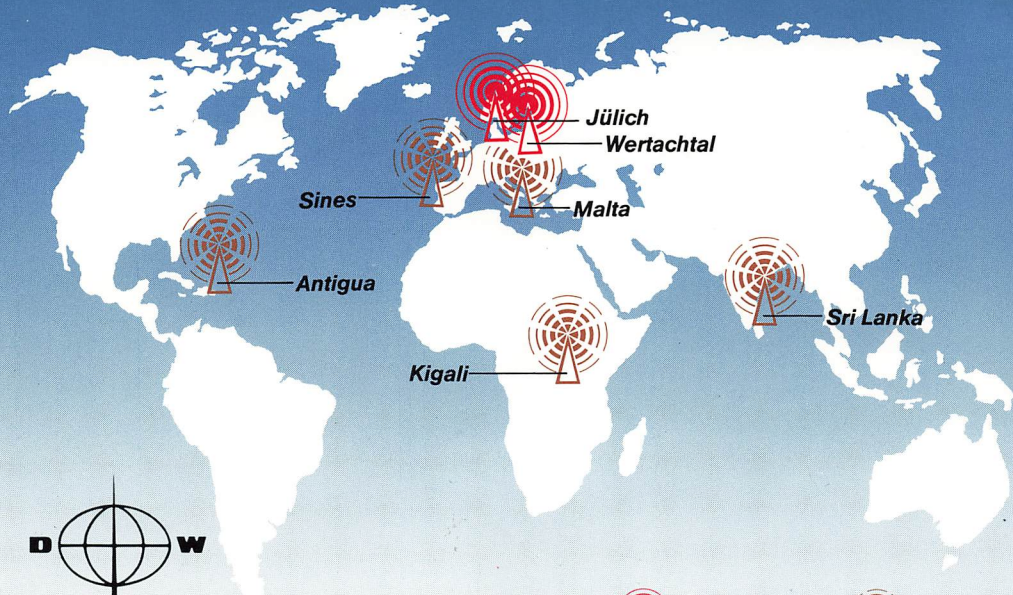 Jülich
Wertachtal
Sines
Malta
Antigua
Sri Lanka
Kigali
D W